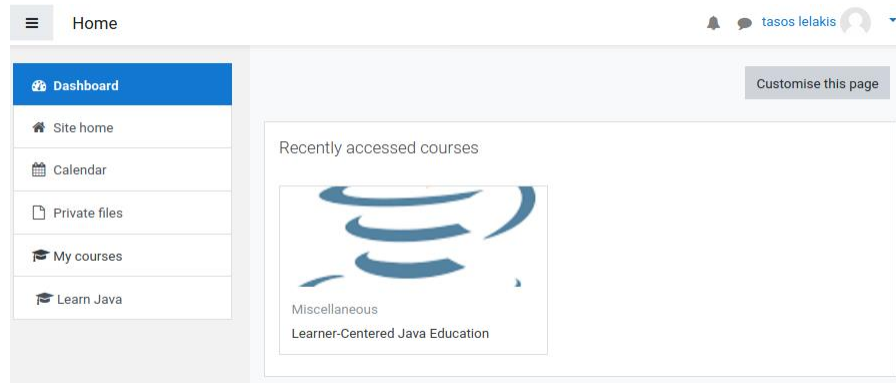 Home
tasos lelakis
Dashboard
Site home
Calendar
Private files
My courses
Learn Java
Customise this page
Recently accessed courses
Miscellaneous
Learner-Centered Java Education